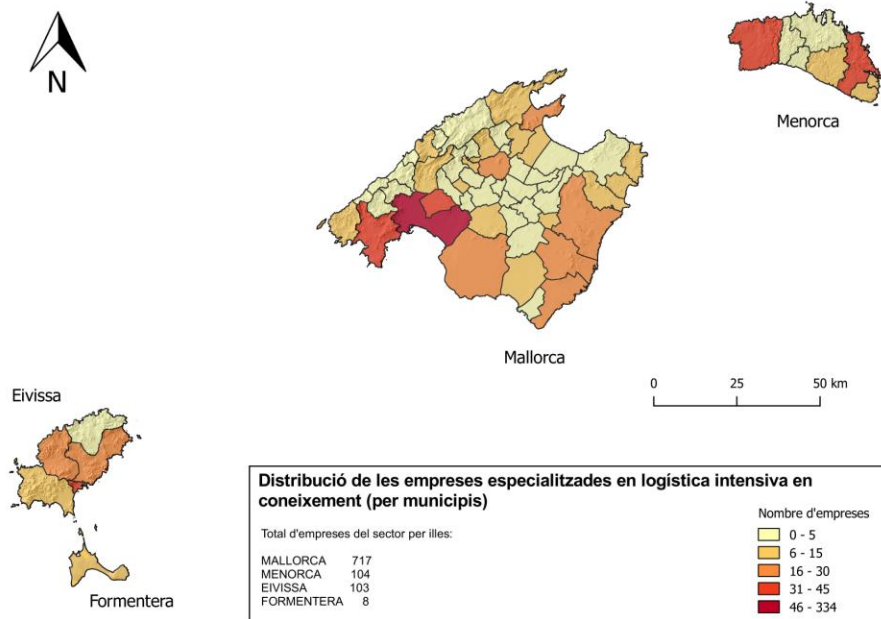 N
Menorca
Mallorca
0 25 50 km
Eivissa
Formentera
Distribució de les empreses especialitzades en logística intensiva en
coneixement (per municipis)
Total d'empreses del sector per illes:
MALLORCA 717
MENORCA 104
EIVISSA 103
FORMENTERA 8
Nombre d'empreses
0 - 5
6 - 15
16 - 30
31 - 45
46 - 334